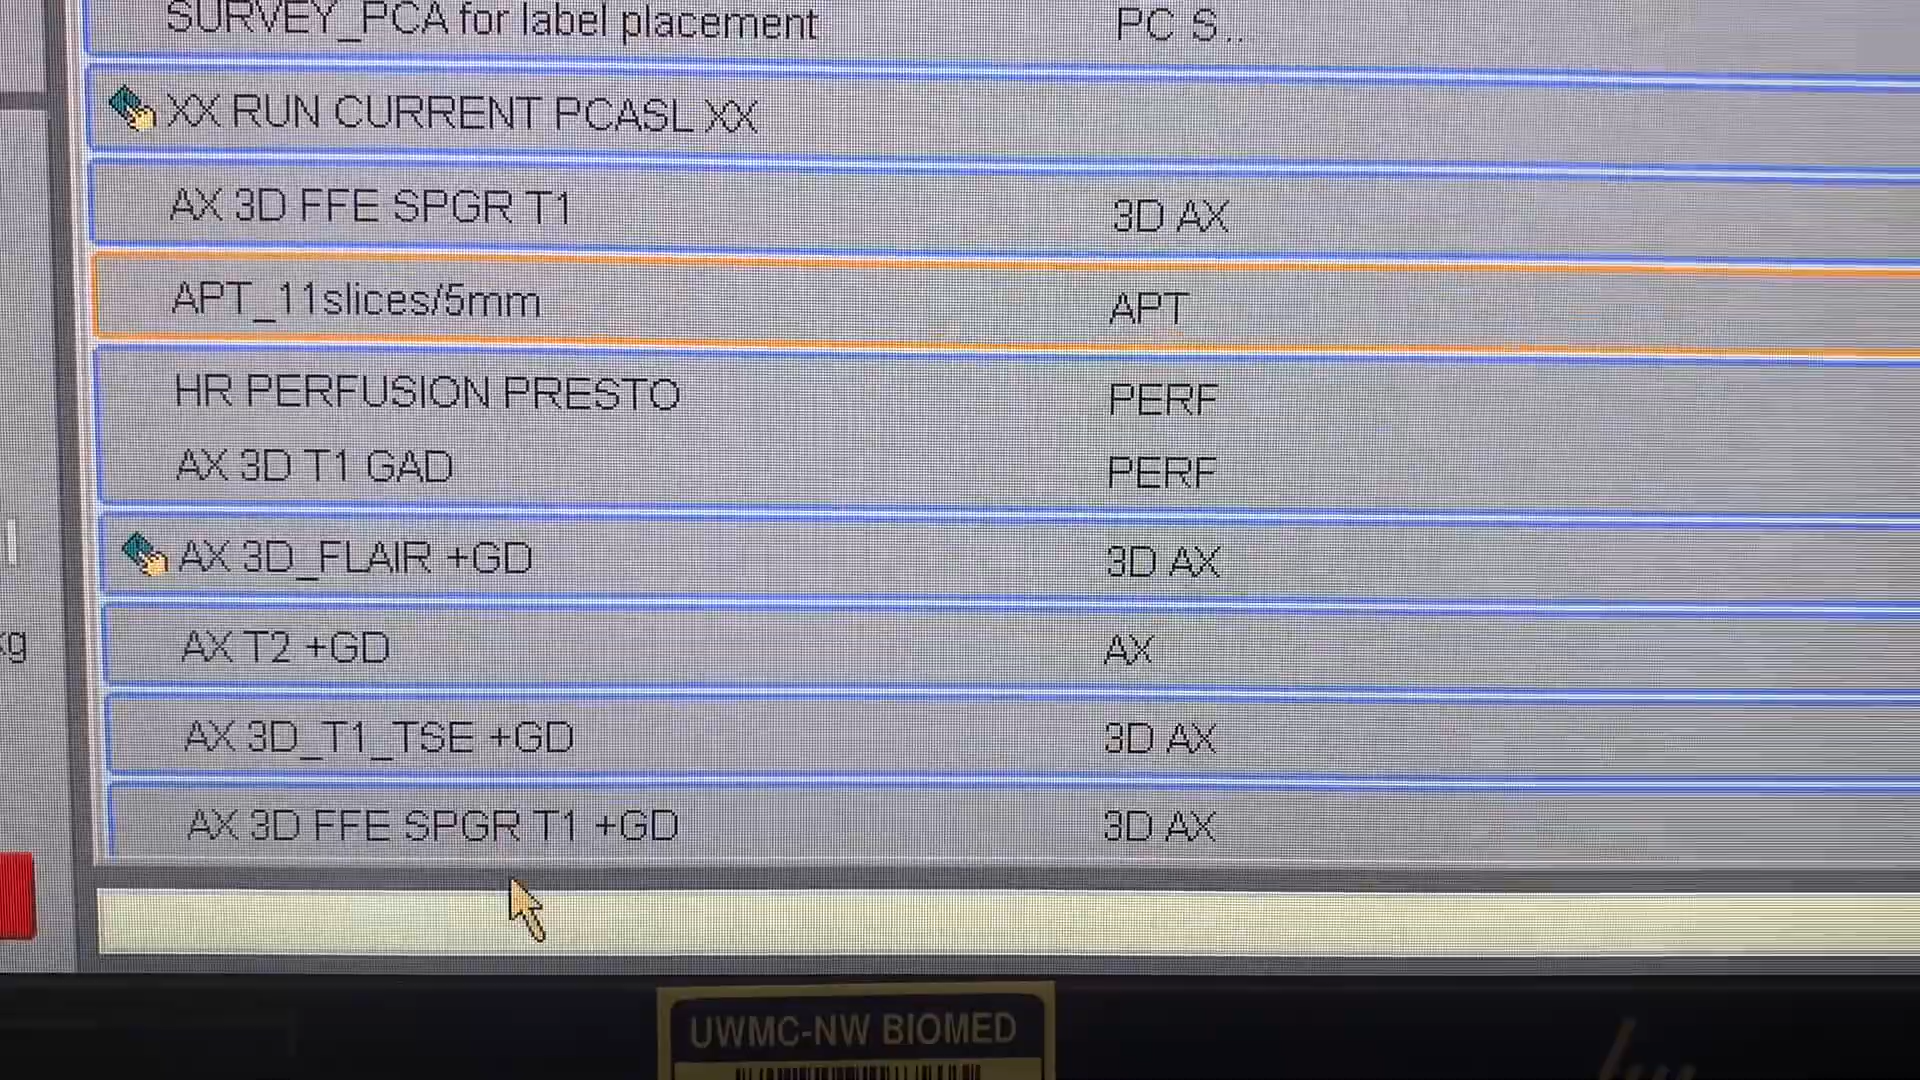 SURVEY_PCA for label placement PC S...
XX RUN CURRENT PCASL XX
AX 3D FFE SPGR T1 3D AX
APT_11slices/5mm APT
HR PERFUSION PRESTO PERF
AX 3D T1 GAD PERF
AX 3D_FLAIR +GD 3D AX
kg
AX T2 +GD AX
AX 3D_T1_TSE +GD 3D AX
AX 3D FFE SPGR T1 +GD 3D AX
UWMC-NW BIOMED